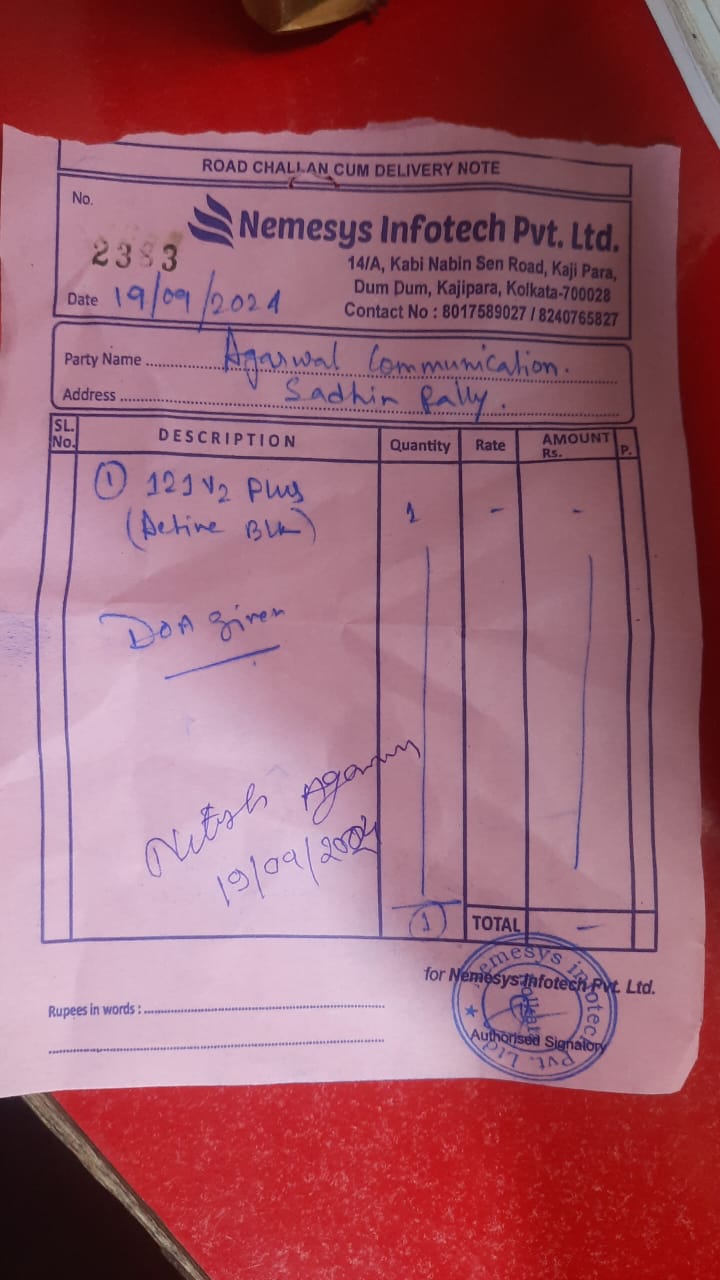 ROAD CHALLAN CUM DELIVERY NOTE
No.
2383
Nemesys Infotech Pvt. Ltd.
14/A, Kabi Nabin Sen Road, Kaji Para,
Dum Dum, Kajipara, Kolkata-700028
Contact No : 8017589027 / 8240765827
Date 19/09/2024
Party Name Agarwal Communication.
Address Sadhin Pally.
SL. No. DESCRIPTION Quantity Rate AMOUNT Rs. P.
① 121 V2 Plus 1 - -
(Active Blk)
DOA given
Nitish Agarwal
19/09/2024
① TOTAL -
for Nemesys Infotech Pvt. Ltd.
Rupees in words :
Authorised Signatory
Nemesys Infotech Pvt. Ltd.
Kolkata